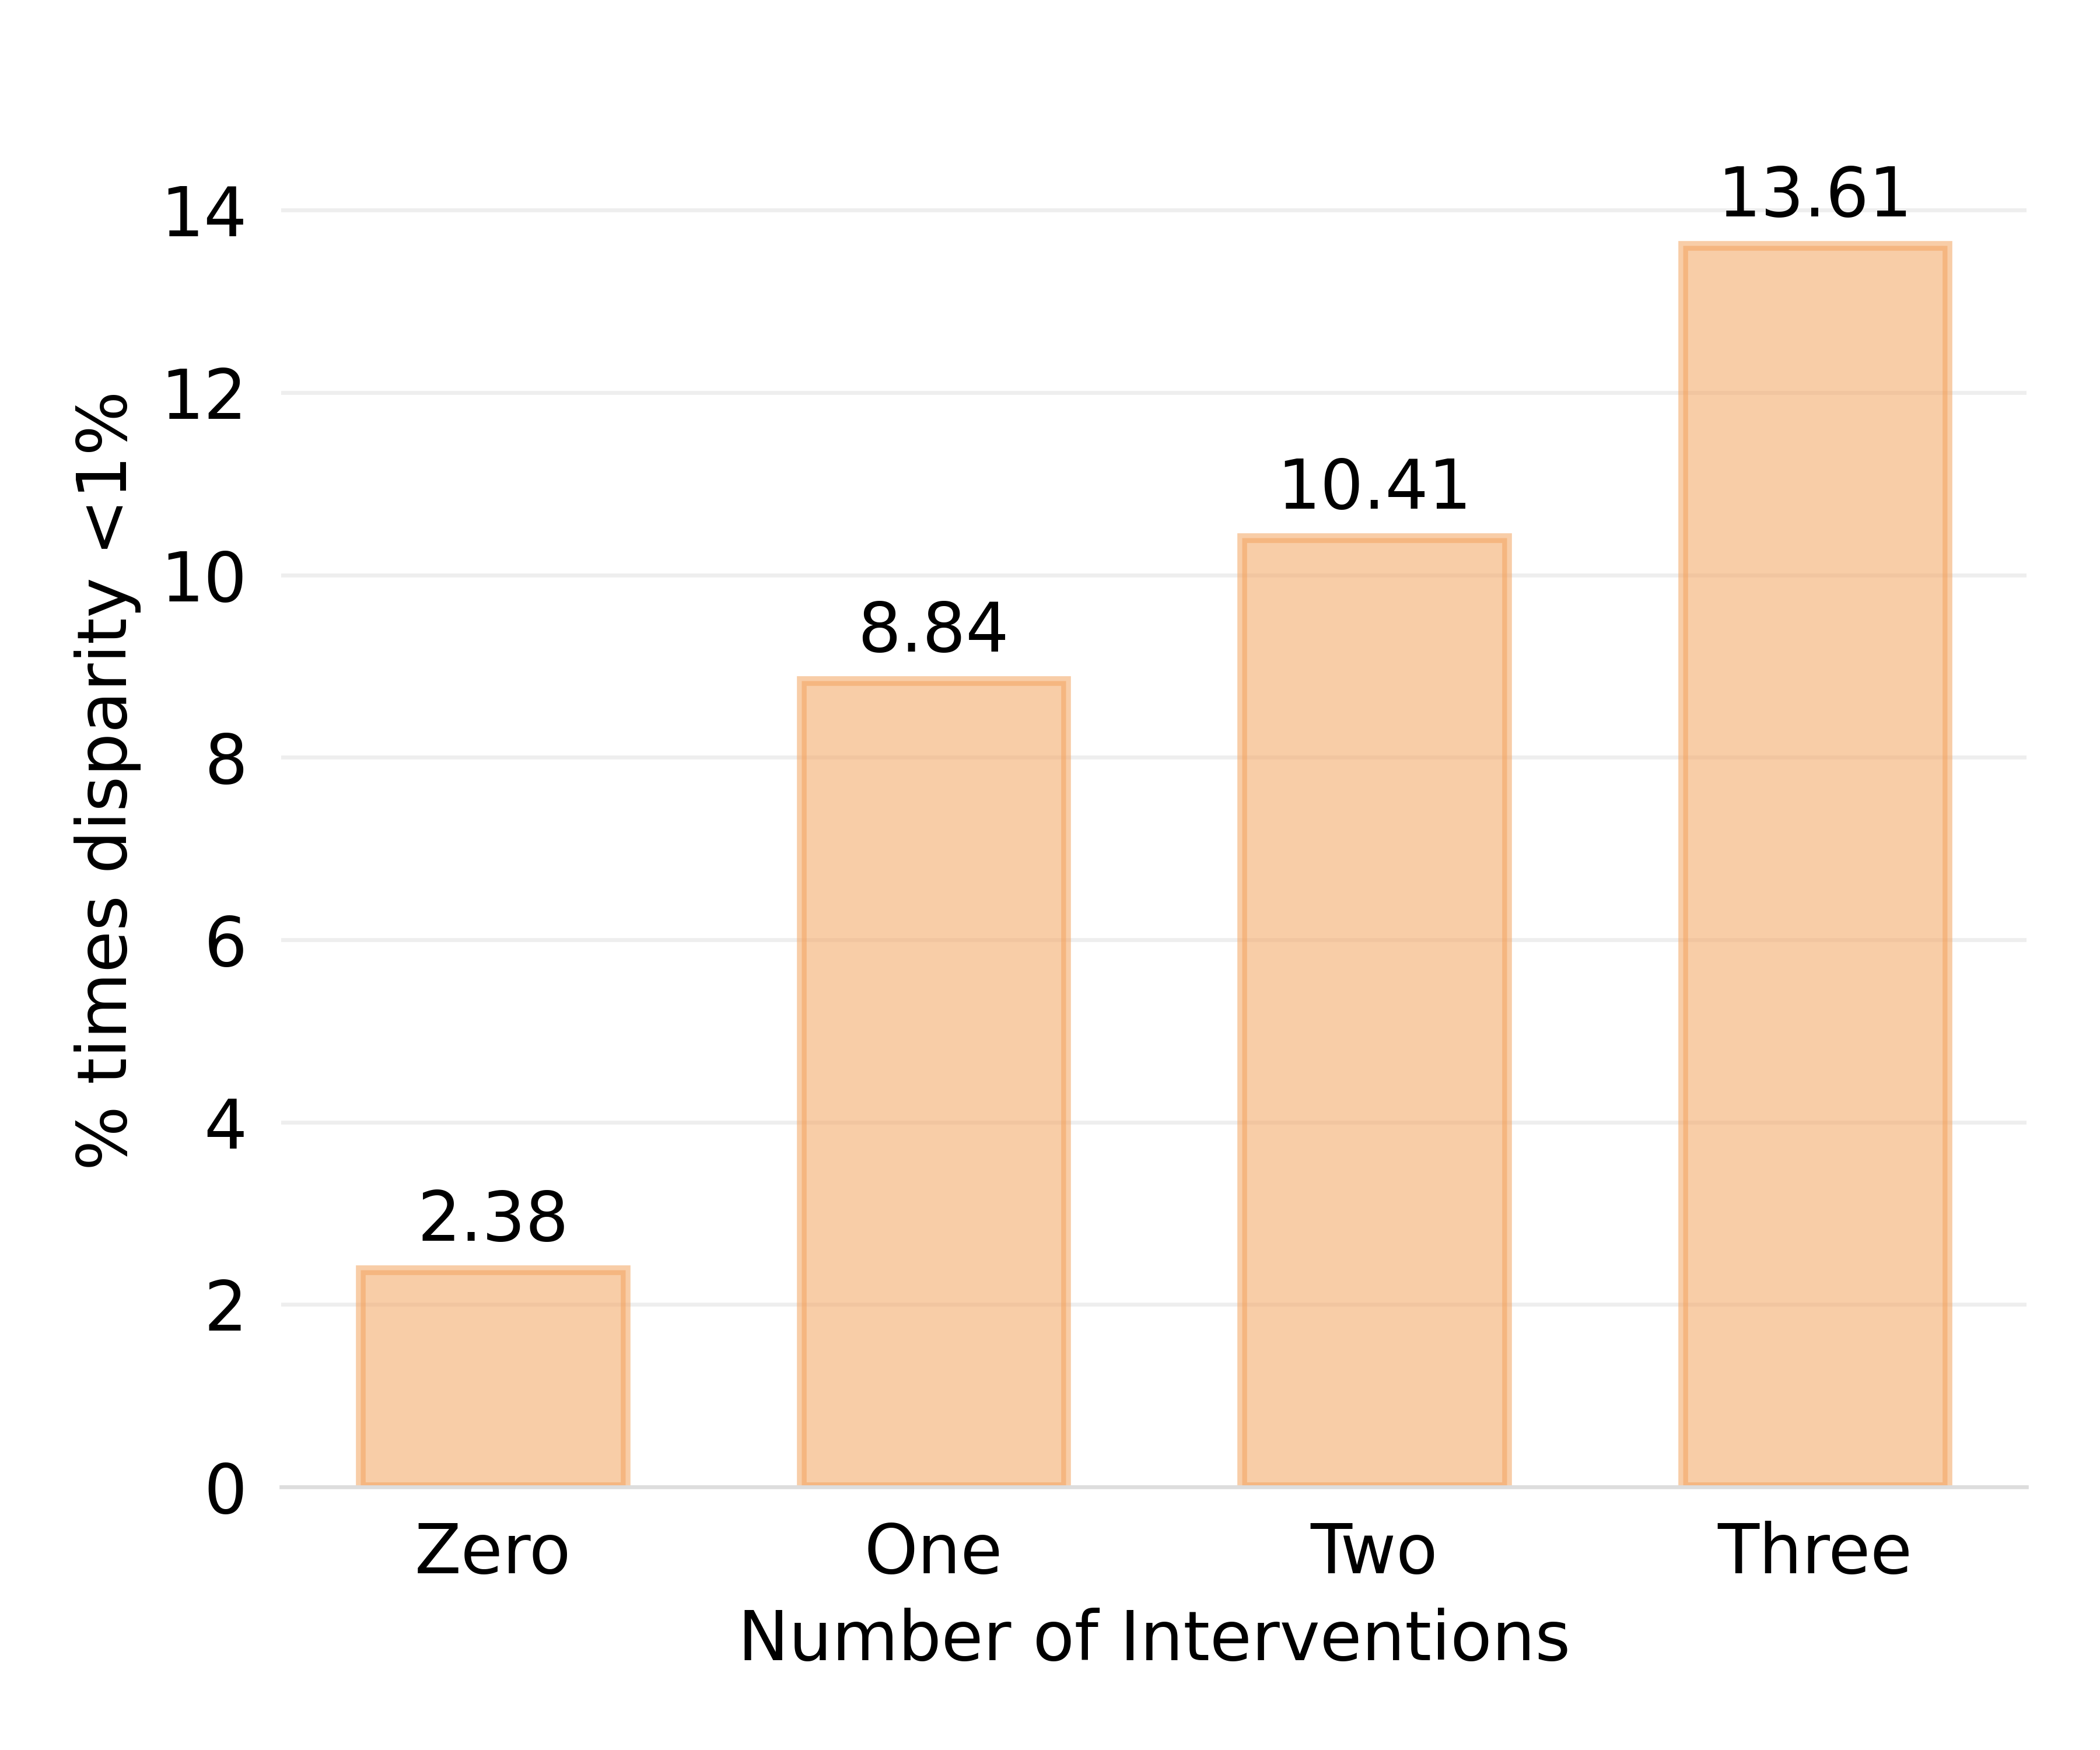 % times disparity <1%
14
12
10
8
6
4
2
0
2.38
8.84
10.41
13.61
Zero
One
Two
Three
Number of Interventions